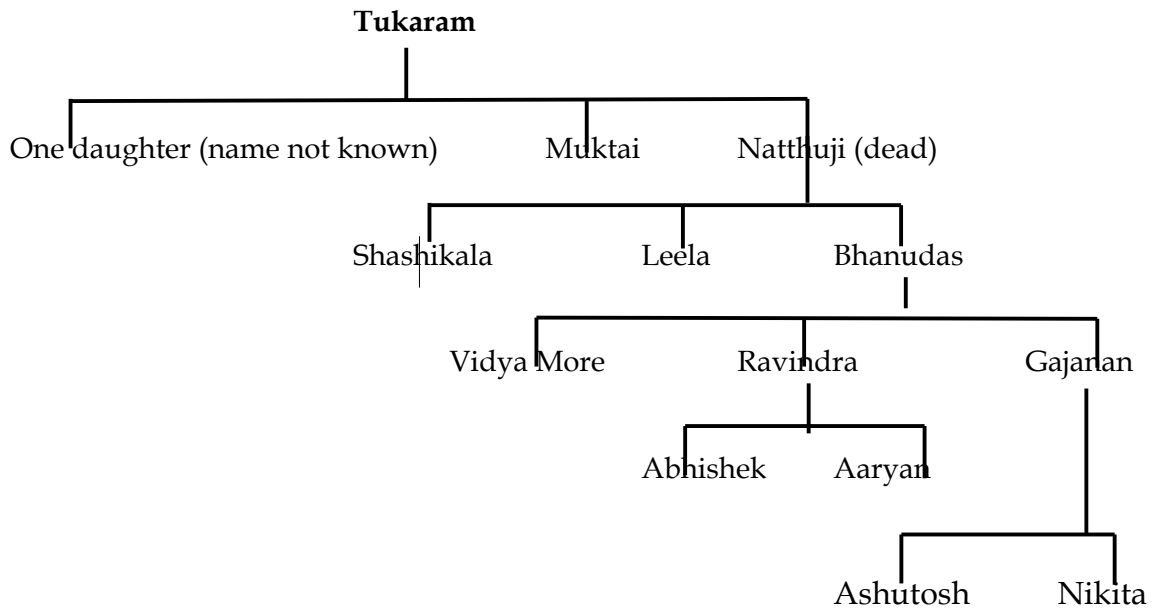 Tukaram
One daughter (name not known) Muktai Natthuji (dead)
Shashikala Leela Bhanudas
Vidya More Ravindra Gajanan
Abhishek Aaryan
Ashutosh Nikita